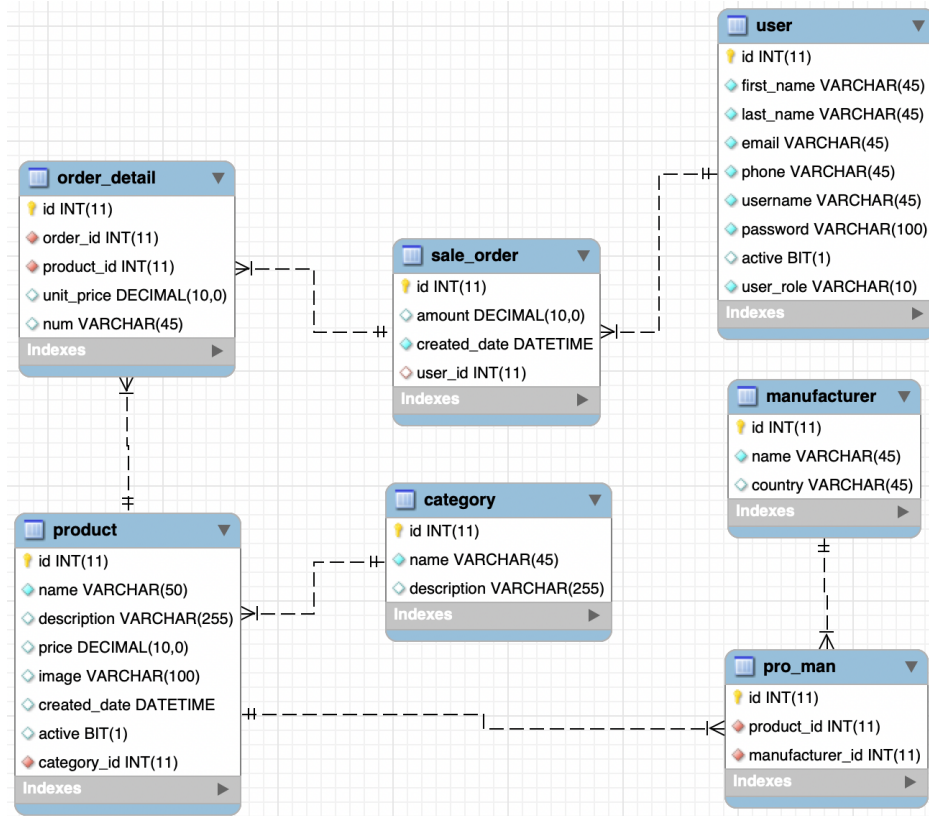 user
id INT(11)
first_name VARCHAR(45)
last_name VARCHAR(45)
email VARCHAR(45)
phone VARCHAR(45)
username VARCHAR(45)
password VARCHAR(100)
active BIT(1)
user_role VARCHAR(10)
Indexes
order_detail
id INT(11)
order_id INT(11)
product_id INT(11)
unit_price DECIMAL(10,0)
num VARCHAR(45)
Indexes
sale_order
id INT(11)
amount DECIMAL(10,0)
created_date DATETIME
user_id INT(11)
Indexes
manufacturer
id INT(11)
name VARCHAR(45)
country VARCHAR(45)
Indexes
category
id INT(11)
name VARCHAR(45)
description VARCHAR(255)
Indexes
product
id INT(11)
name VARCHAR(50)
description VARCHAR(255)
price DECIMAL(10,0)
image VARCHAR(100)
created_date DATETIME
active BIT(1)
category_id INT(11)
Indexes
pro_man
id INT(11)
product_id INT(11)
manufacturer_id INT(11)
Indexes